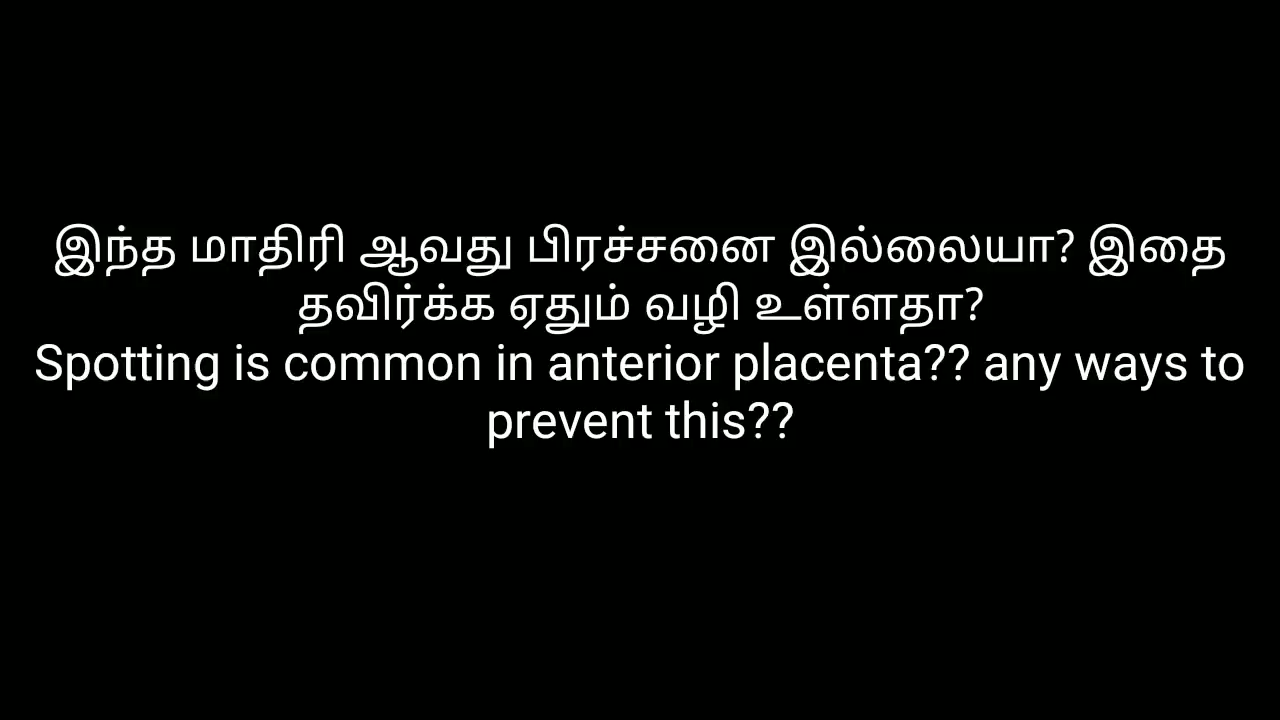 இந்த மாதிரி ஆவது பிரச்சனை இல்லையா? இதை
தவிர்க்க ஏதும் வழி உள்ளதா?
Spotting is common in anterior placenta?? any ways to
prevent this??